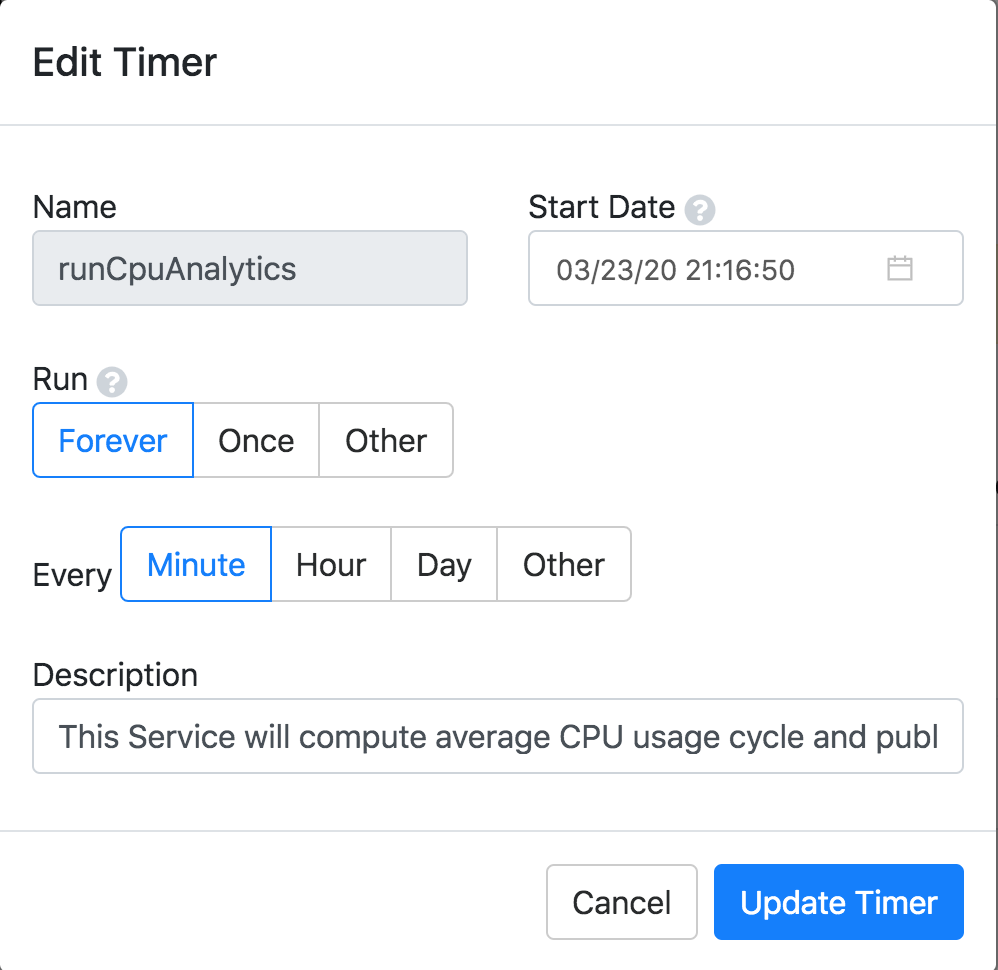 Edit Timer
Name
Start Date ?
runCpuAnalytics
03/23/20 21:16:50
Run ?
Forever Once Other
Every Minute Hour Day Other
Description
This Service will compute average CPU usage cycle and publ
Cancel Update Timer